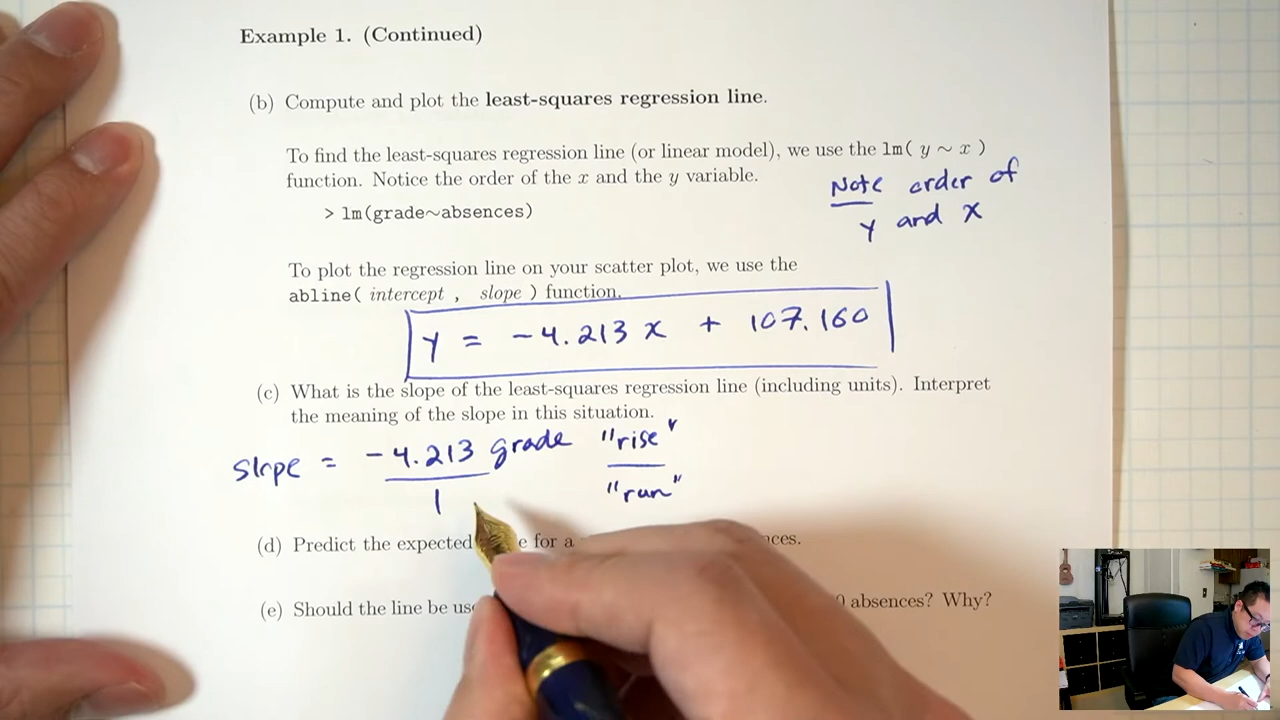 Example 1. (Continued)
(b) Compute and plot the least-squares regression line.
To find the least-squares regression line (or linear model), we use the lm( y ∼ x )
function. Notice the order of the x and the y variable.
> lm(grade~absences)
Note order of
y and x
To plot the regression line on your scatter plot, we use the
abline( intercept , slope ) function.
y = -4.213 x + 107.160
(c) What is the slope of the least-squares regression line (including units). Interpret
the meaning of the slope in this situation.
slope = -4.213 grade "rise"
1 "run"
(d) Predict the expected for a
(e) Should the line be absences? Why?